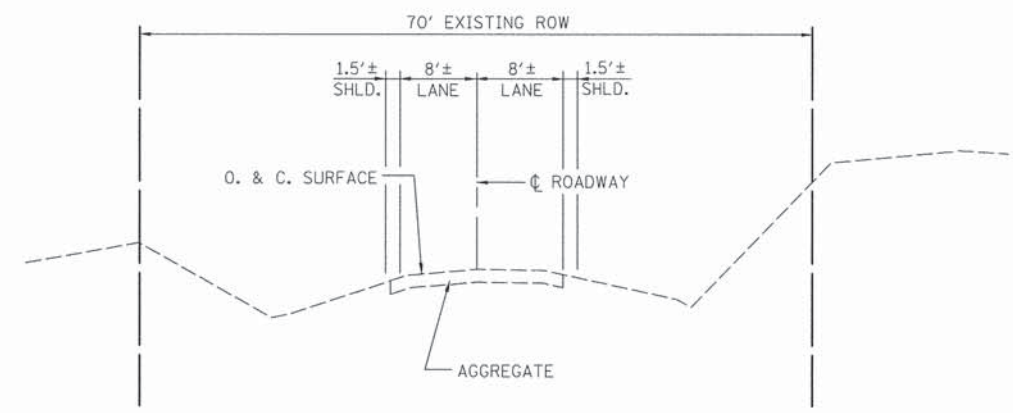 70' EXISTING ROW
1.5'± 8'± 8'± 1.5'±
SHLD. LANE LANE SHLD.
O. & C. SURFACE ℄ ROADWAY
AGGREGATE